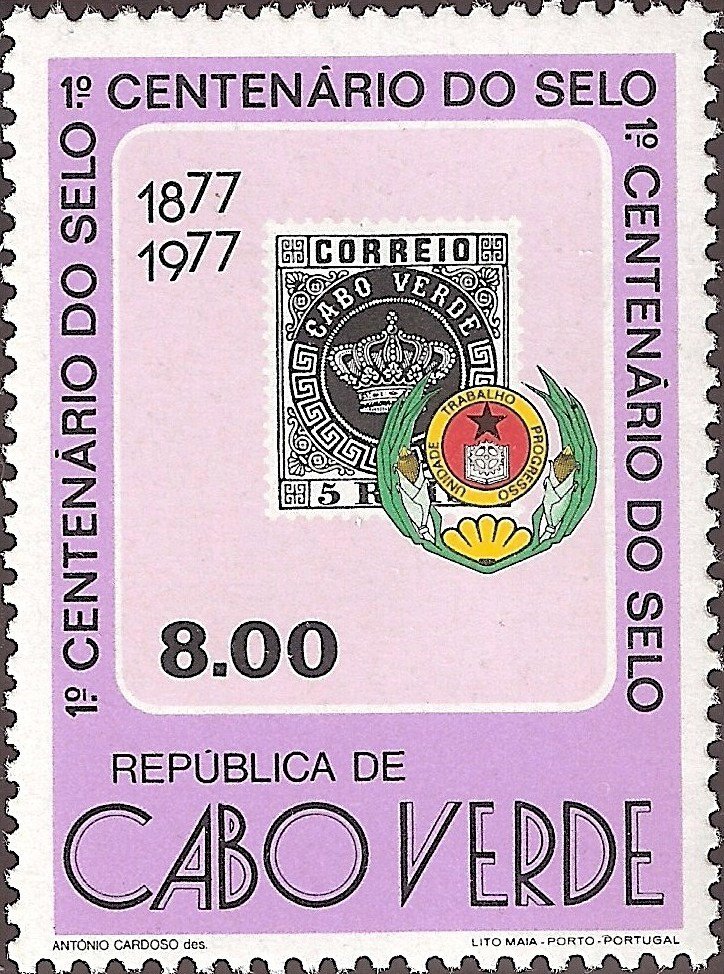 1º. CENTENÁRIO DO SELO
1º. CENTENÁRIO DO SELO
1º. CENTENÁRIO DO SELO
1877
1977
CORREIO
CABO VERDE
5
TRABALHO
UNIDADE PROGRESSO
8.00
REPÚBLICA DE
CABO VERDE
ANTÓNIO CARDOSO des.
LITO MAIA - PORTO - PORTUGAL